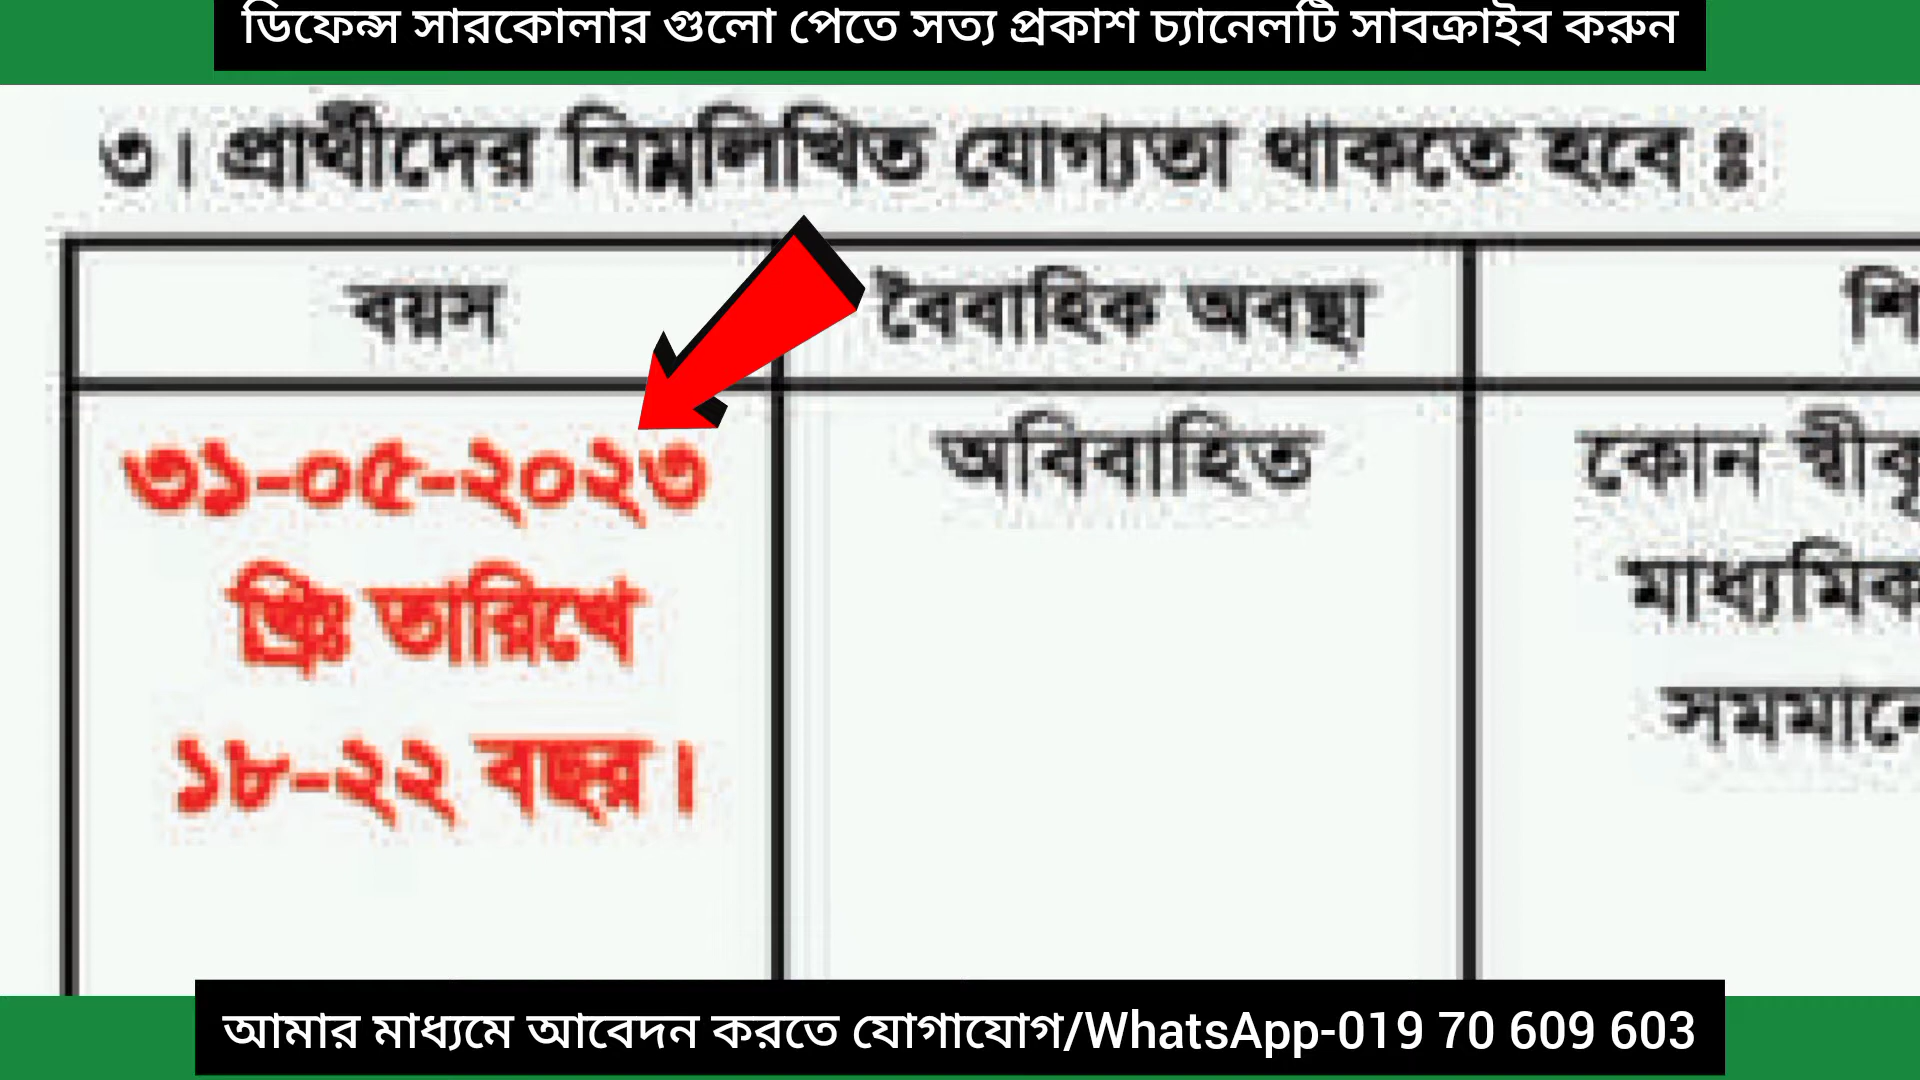 ডিফেন্স সারকোলার গুলো পেতে সত্য প্রকাশ চ্যানেলটি সাবক্রাইব করুন
৩। প্রার্থীদের নিম্নলিখিত যোগ্যতা থাকতে হবে ঃ
বয়স
বৈবাহিক অবস্থা
শি
৩১-০৫-২০২৩
খ্রিঃ তারিখে
১৮-২২ বছর।
অবিবাহিত
কোন স্বীকৃ
মাধ্যমিক
সমমানে
আমার মাধ্যমে আবেদন করতে যোগাযোগ/WhatsApp-019 70 609 603